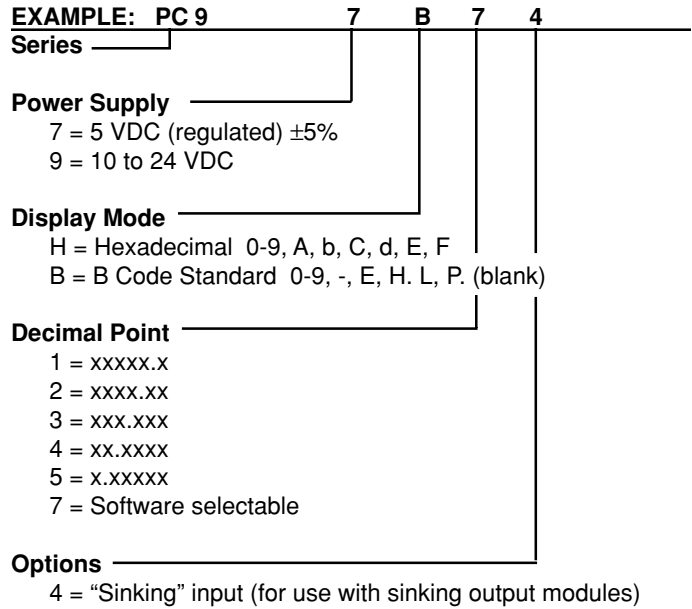 EXAMPLE: PC 9 7 B 7 4
Series
Power Supply
7 = 5 VDC (regulated) ±5%
9 = 10 to 24 VDC
Display Mode
H = Hexadecimal 0-9, A, b, C, d, E, F
B = B Code Standard 0-9, -, E, H. L, P. (blank)
Decimal Point
1 = xxxxx.x
2 = xxxx.xx
3 = xxx.xxx
4 = xx.xxxx
5 = x.xxxxx
7 = Software selectable
Options
4 = “Sinking” input (for use with sinking output modules)